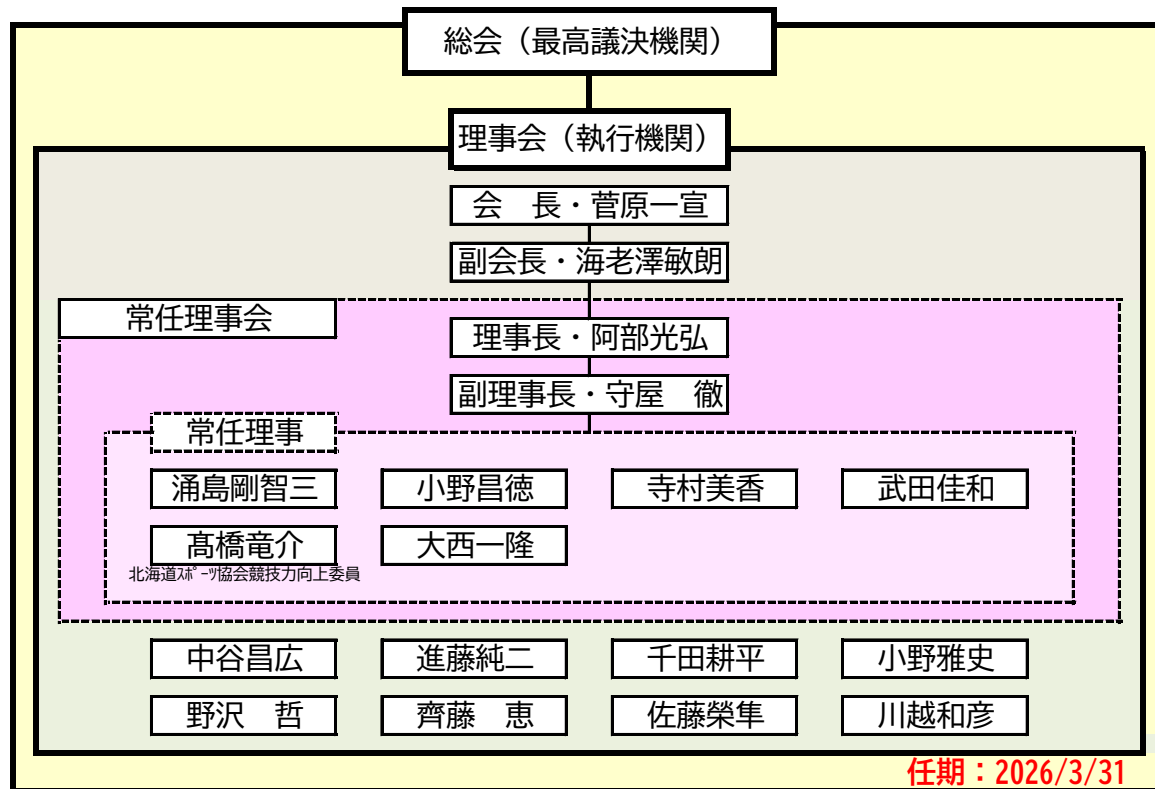 総会（最高議決機関）
理事会（執行機関）
会　長・菅原一宣
副会長・海老澤敏朗
常任理事会
理事長・阿部光弘
副理事長・守屋　徹
常任理事
涌島剛智三　小野昌徳　寺村美香　武田佳和
髙橋竜介　大西一隆
北海道ｽﾎﾟｰﾂ協会競技力向上委員
中谷昌広　進藤純二　千田耕平　小野雅史
野沢　哲　齊藤　恵　佐藤榮隼　川越和彦
任期：2026/3/31